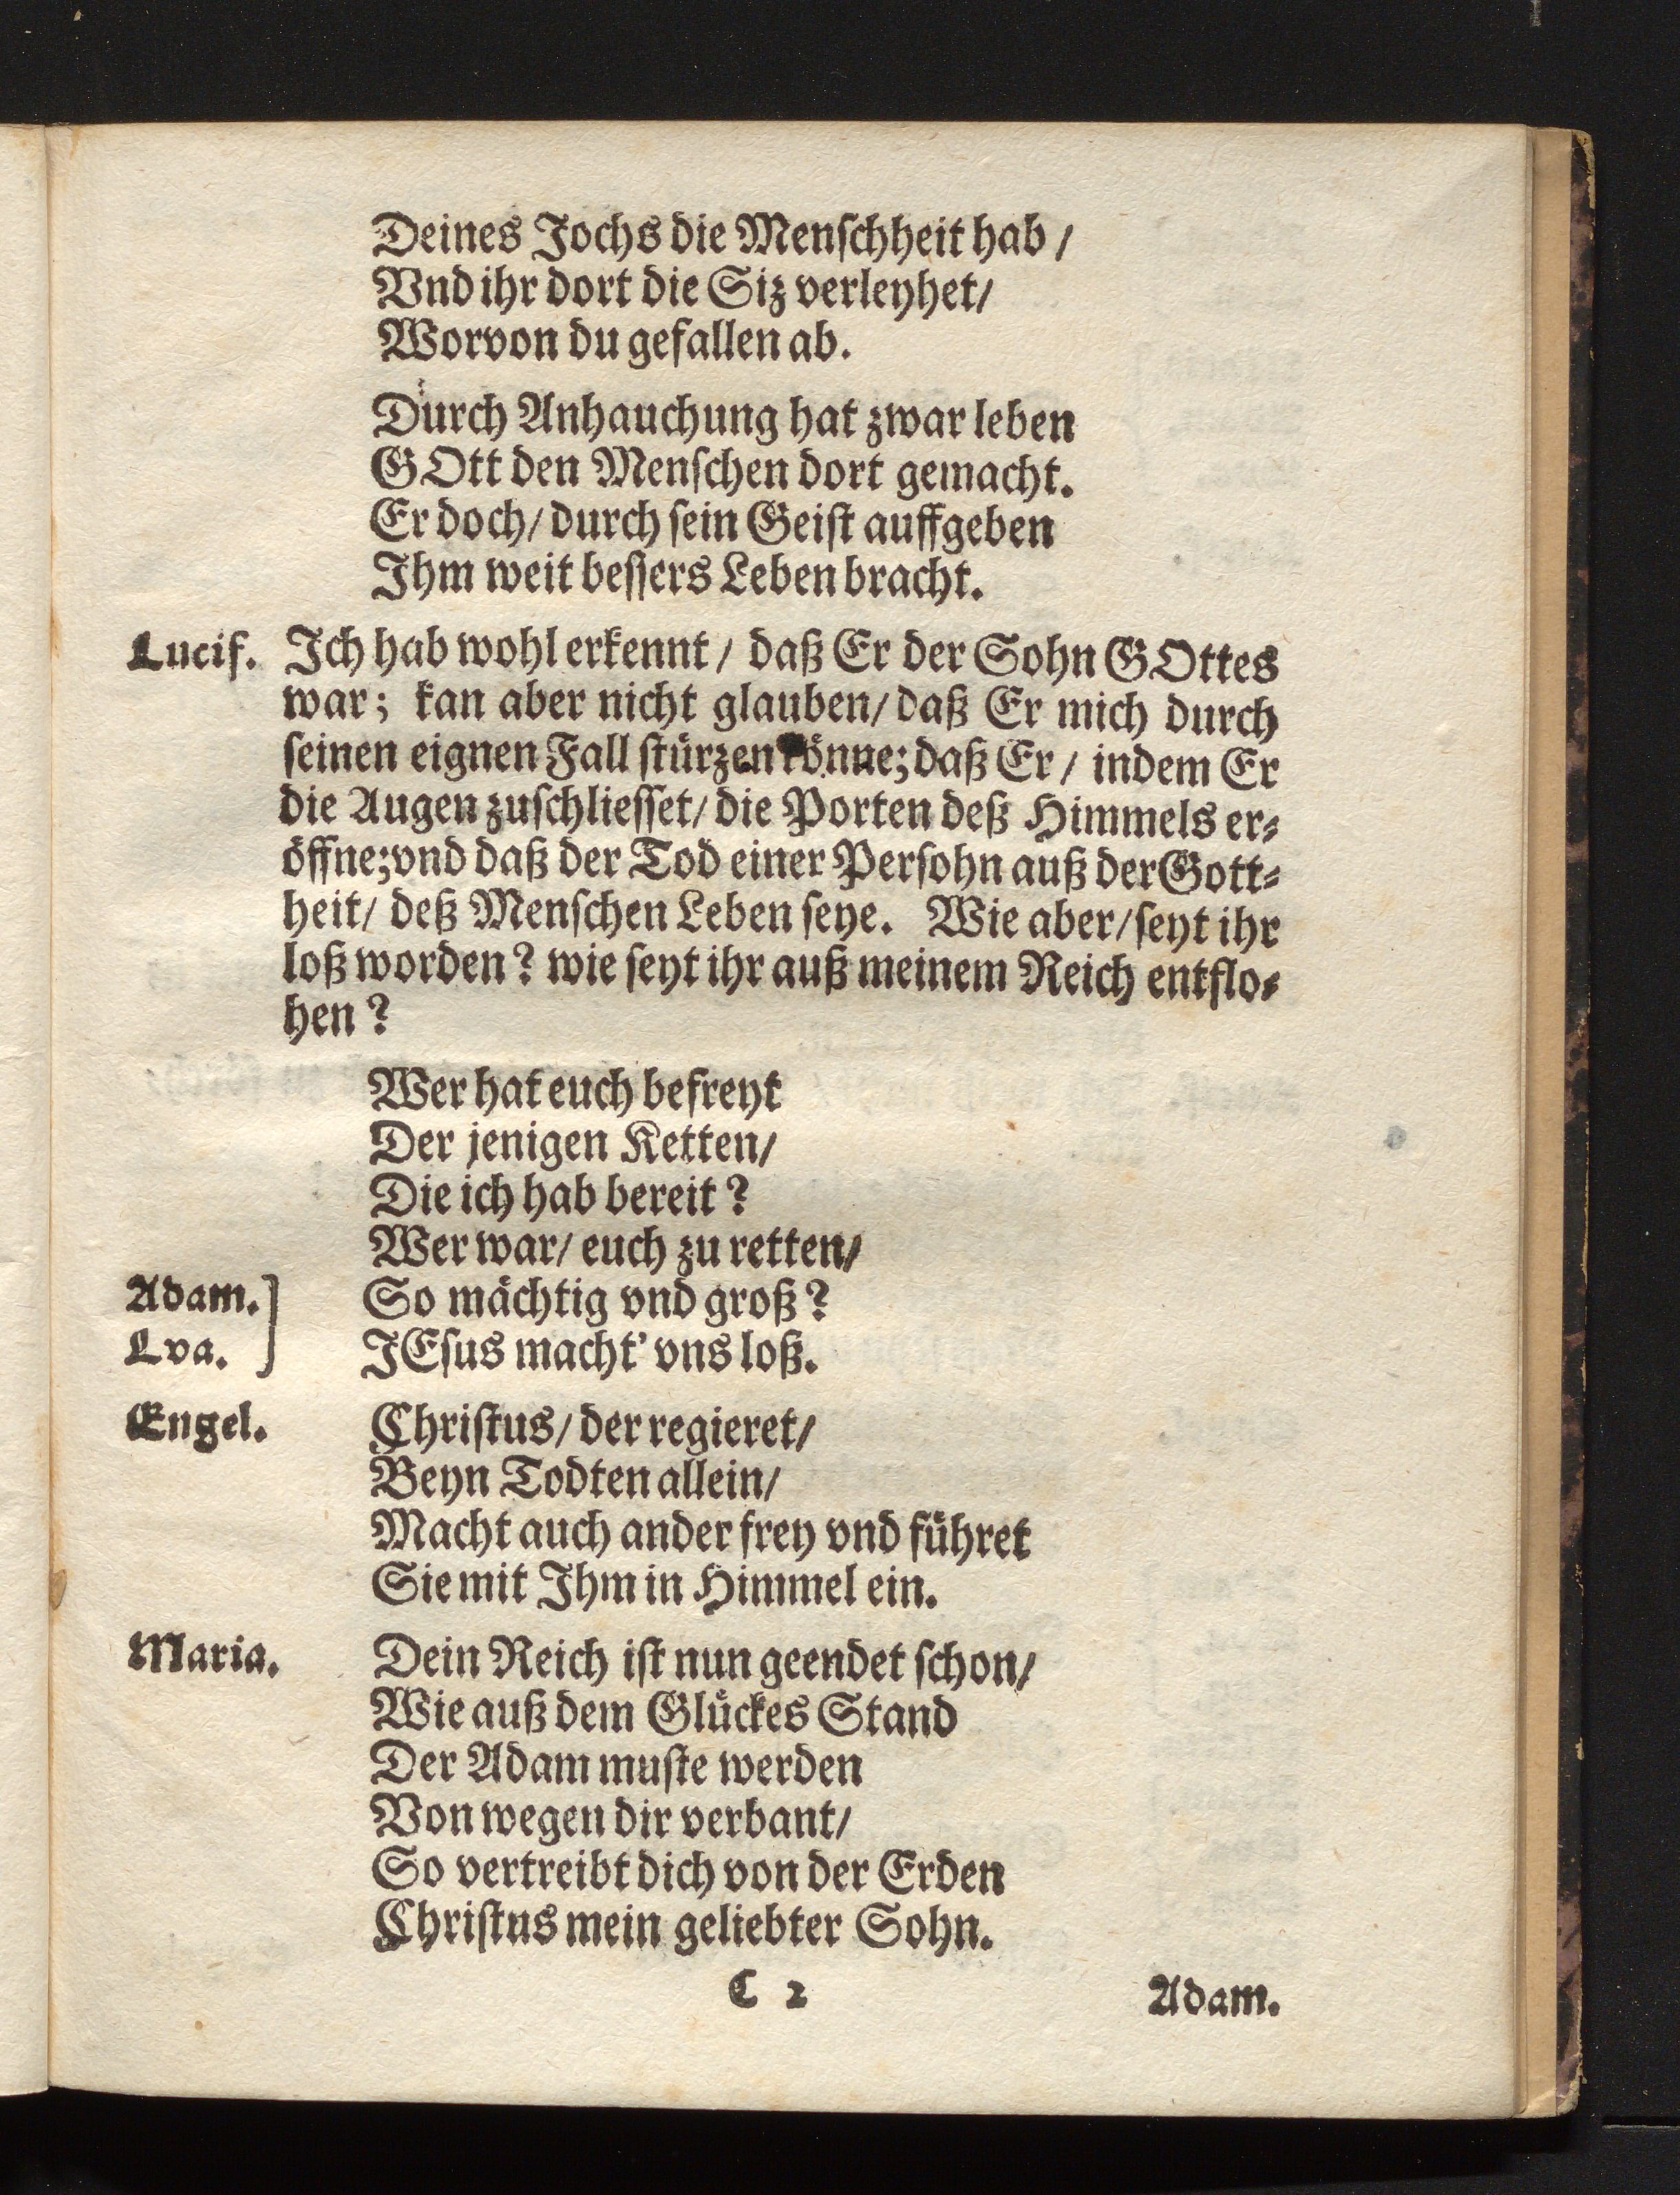 Deines Jochs die Menſchheit hab /
Vnd ihr dort die Siz verleyhet/
Worvon du gefallen ab.
Durch Anhauchung hat zwar leben
GOtt den Menſchen dort gemacht.
Er doch/ durch ſein Geiſt auffgeben
Ihm weit beſſers Leben bracht.
Lucif. Ich hab wohl erkennt / daß Er der Sohn GOttes
war; kan aber nicht glauben/ daß Er mich durch
ſeinen eignen Fall ſtürzen könne; daß Er / indem Er
die Augen zuſchlieſſet/ die Porten deß Himmels er⸗
öffne; vnd daß der Tod einer Perſohn auß der Gott⸗
heit/ deß Menſchen Leben ſeye. Wie aber/ ſeyt ihr
loß worden? wie ſeyt ihr auß meinem Reich entflo⸗
hen?
Wer hat euch befreyt
Der jenigen Ketten/
Die ich hab bereit?
Wer war/ euch zu retten/
Adam.] So mächtig vnd groß?
Eva. ] JEſus macht' vns loß.
Engel. Chriſtus/ der regieret/
Beyn Todten allein/
Macht auch ander frey vnd führet
Sie mit Ihm in Himmel ein.
Maria. Dein Reich iſt nun geendet ſchon/
Wie auß dem Glückes Stand
Der Adam muſte werden
Von wegen dir verbant/
So vertreibt dich von der Erden
Chriſtus mein geliebter Sohn.
C 2 Adam.